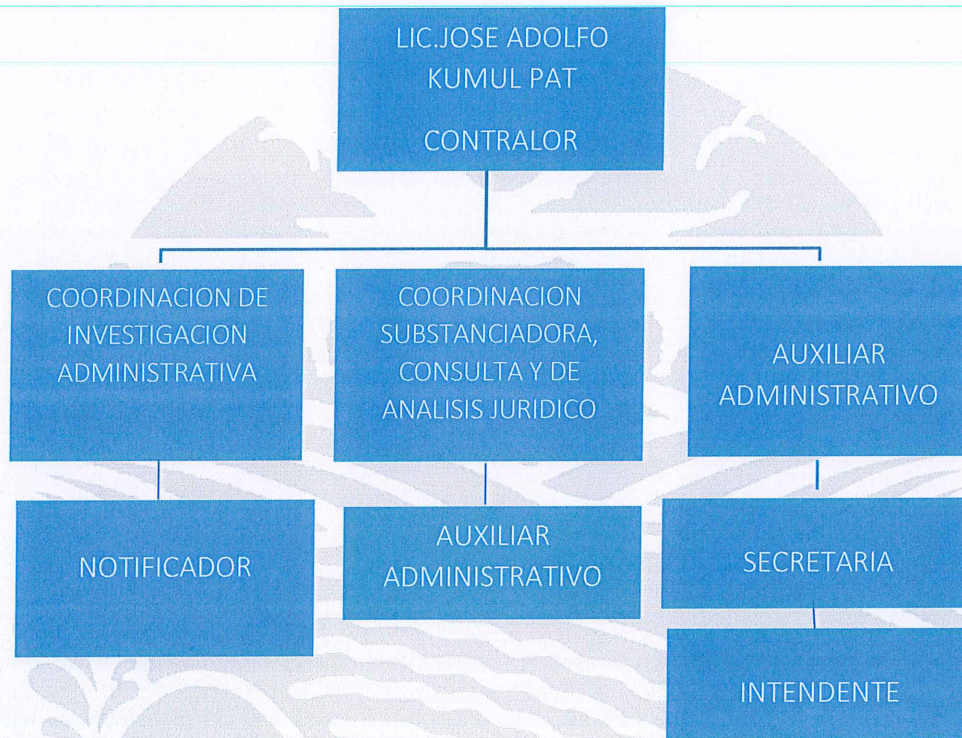 LIC.JOSE ADOLFO
KUMUL PAT
CONTRALOR
COORDINACION DE
INVESTIGACION
ADMINISTRATIVA
COORDINACION
SUBSTANCIADORA,
CONSULTA Y DE
ANALISIS JURIDICO
AUXILIAR
ADMINISTRATIVO
NOTIFICADOR
AUXILIAR
ADMINISTRATIVO
SECRETARIA
INTENDENTE